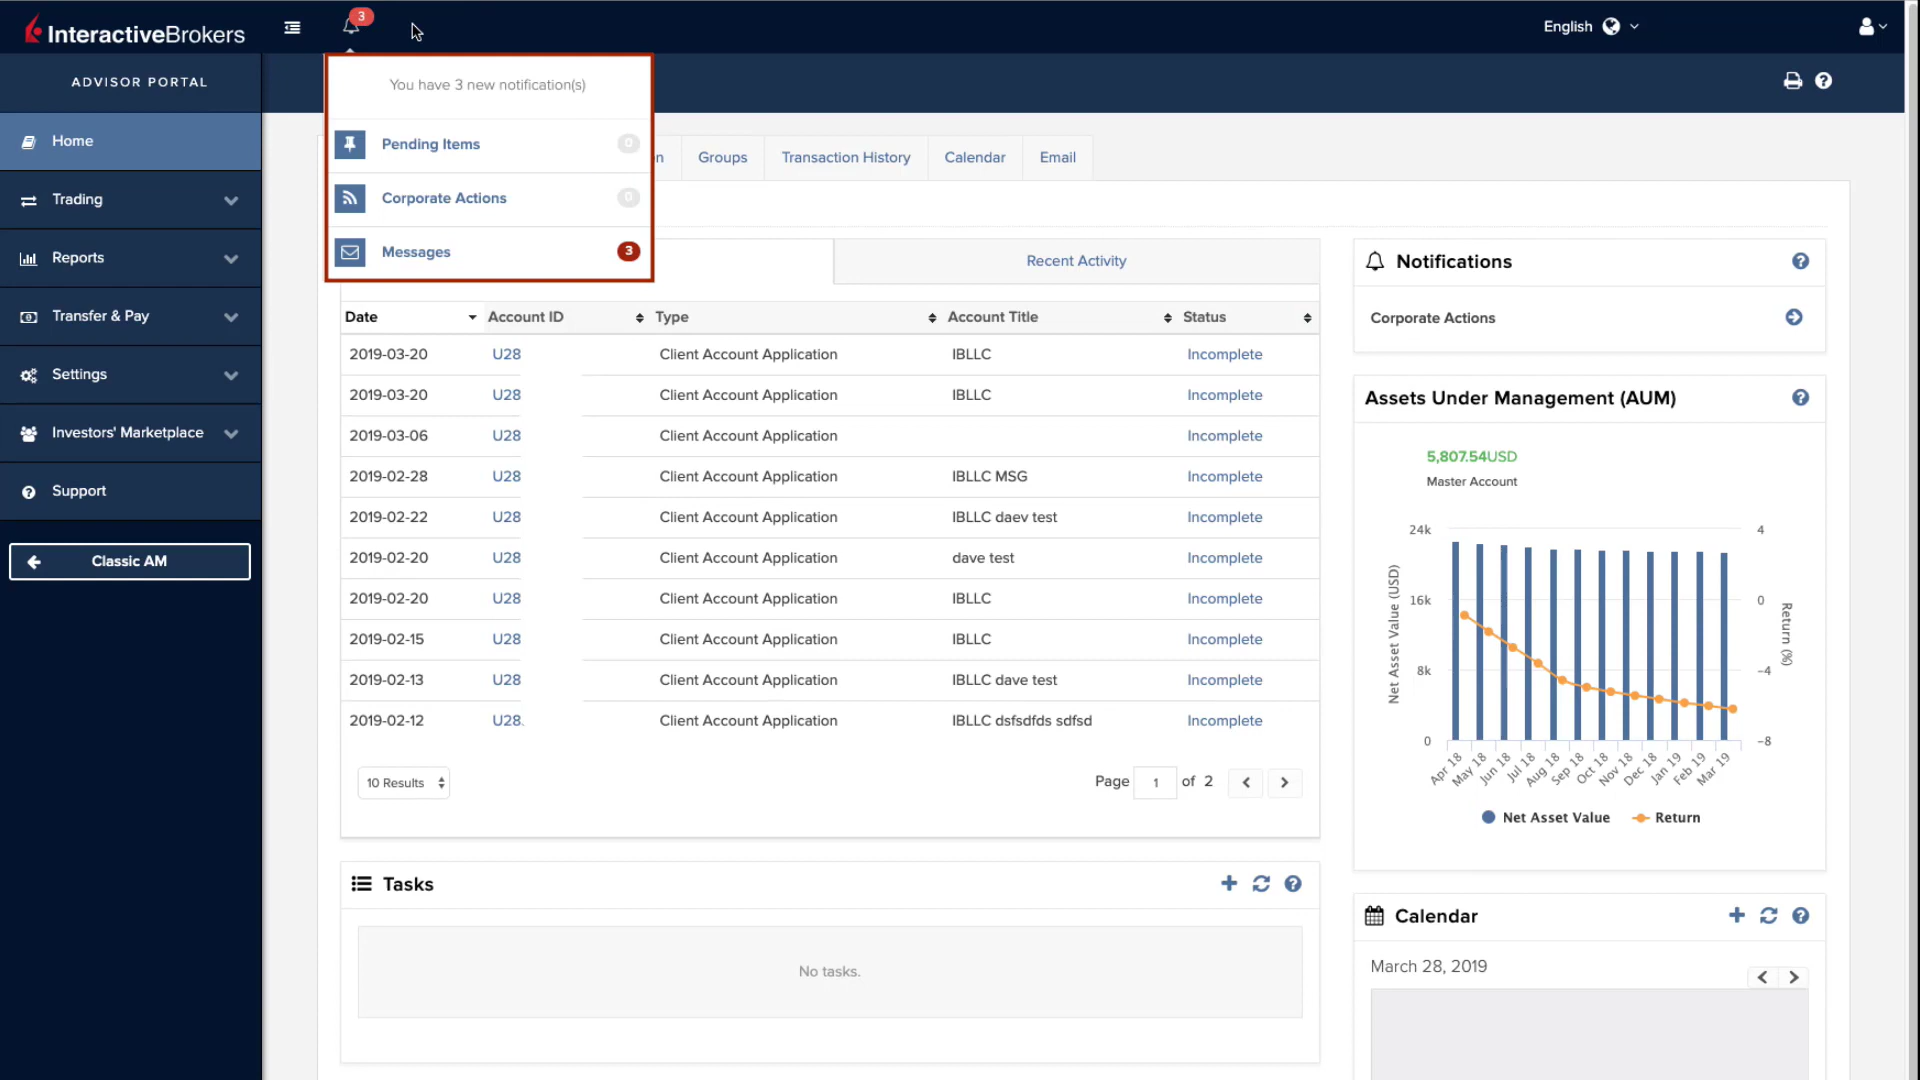 InteractiveBrokers
3
English
ADVISOR PORTAL
Home
Trading
Reports
Transfer & Pay
Settings
Investors' Marketplace
Support
Classic AM
You have 3 new notification(s)
Pending Items 0
Corporate Actions 0
Messages 3
n Groups Transaction History Calendar Email
Recent Activity
Date Account ID Type Account Title Status
2019-03-20 U28 Client Account Application IBLLC Incomplete
2019-03-20 U28 Client Account Application IBLLC Incomplete
2019-03-06 U28 Client Account Application Incomplete
2019-02-28 U28 Client Account Application IBLLC MSG Incomplete
2019-02-22 U28 Client Account Application IBLLC daev test Incomplete
2019-02-20 U28 Client Account Application dave test Incomplete
2019-02-20 U28 Client Account Application IBLLC Incomplete
2019-02-15 U28 Client Account Application IBLLC Incomplete
2019-02-13 U28 Client Account Application IBLLC dave test Incomplete
2019-02-12 U28. Client Account Application IBLLC dsfsdfds sdfsd Incomplete
10 Results
Page 1 of 2
Tasks
No tasks.
Notifications
Corporate Actions
Assets Under Management (AUM)
5,807.54USD
Master Account
24k
16k
8k
0
Net Asset Value (USD)
4
0
-4
-8
Return (%)
Apr 18 May 18 Jun 18 Jul 18 Aug 18 Sep 18 Oct 18 Nov 18 Dec 18 Jan 19 Feb 19 Mar 19
Net Asset Value Return
Calendar
March 28, 2019